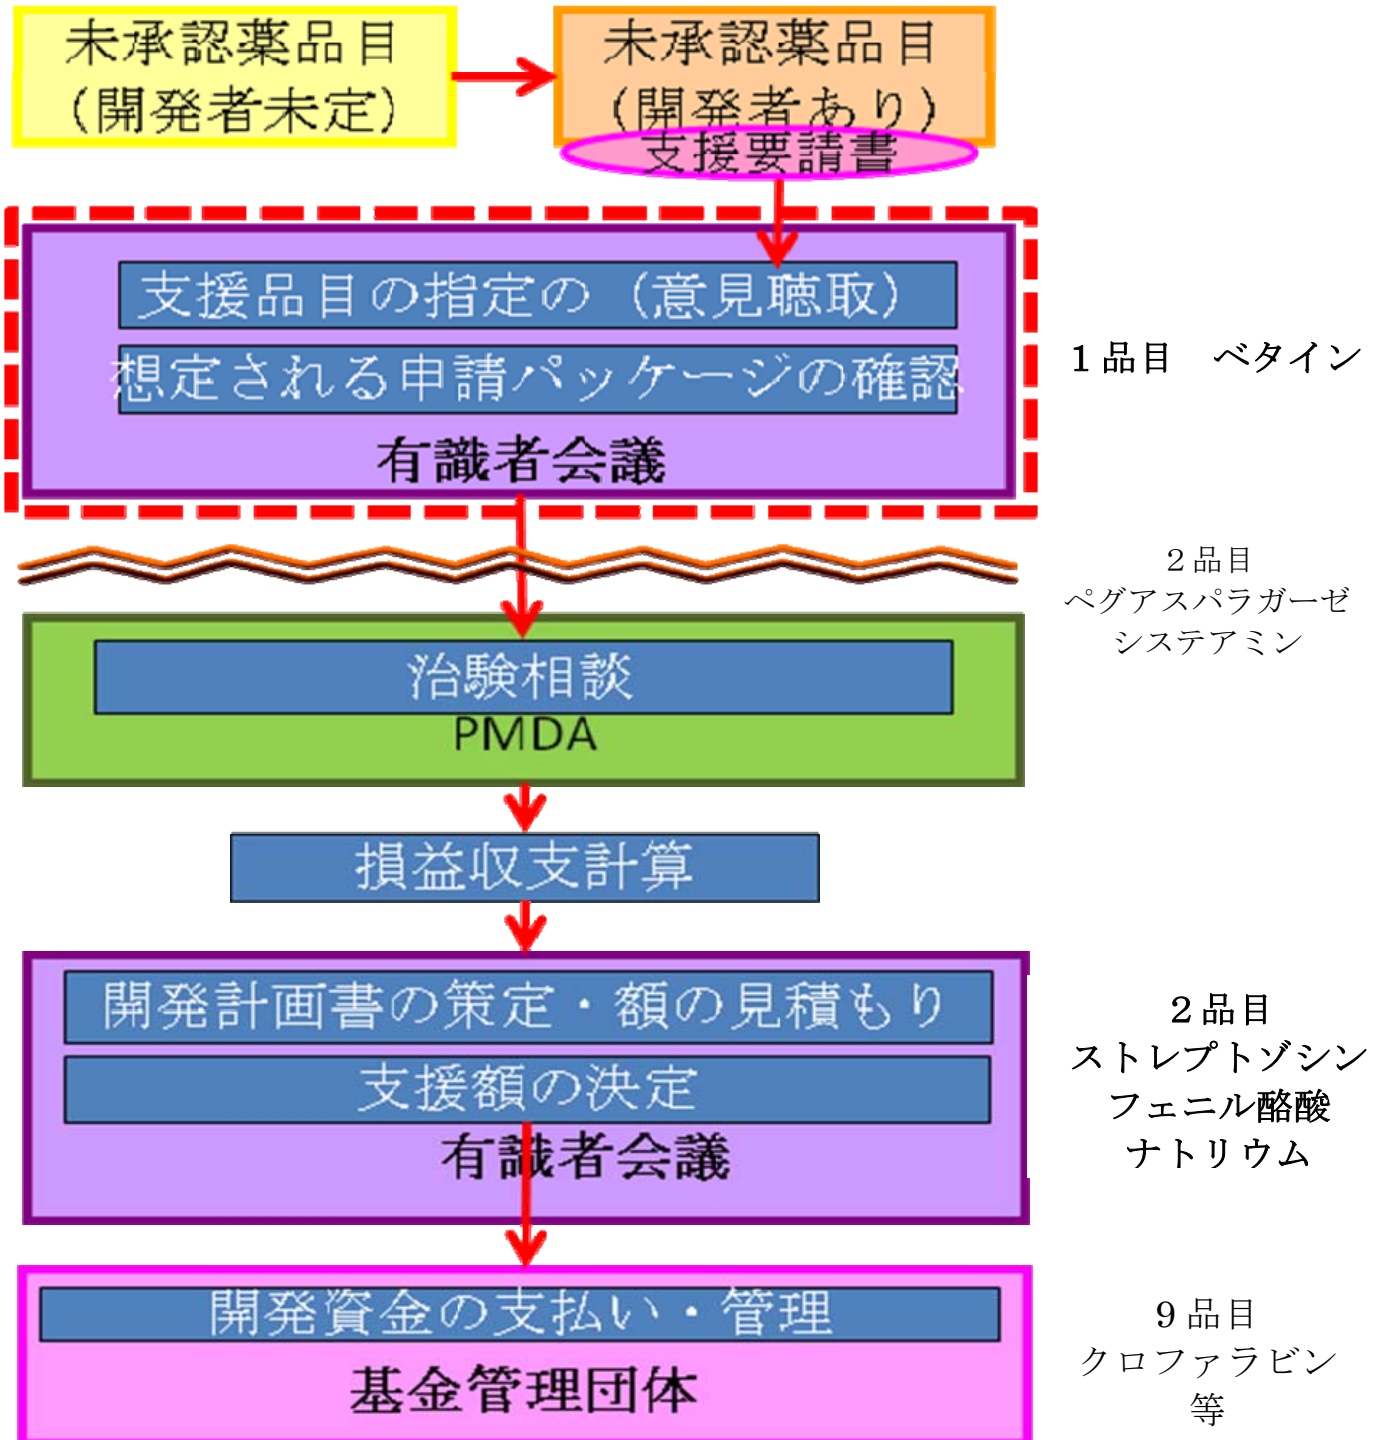 未承認薬品目
（開発者未定）
未承認薬品目
（開発者あり）
支援要請書
支援品目の指定の（意見聴取）
想定される申請パッケージの確認
有識者会議
１品目　ベタイン
２品目
ペグアスパラガーゼ
システアミン
治験相談
PMDA
損益収支計算
開発計画書の策定・額の見積もり
支援額の決定
有識者会議
２品目
ストレプトゾシン
フェニル酪酸
ナトリウム
開発資金の支払い・管理
基金管理団体
９品目
クロファラビン
等